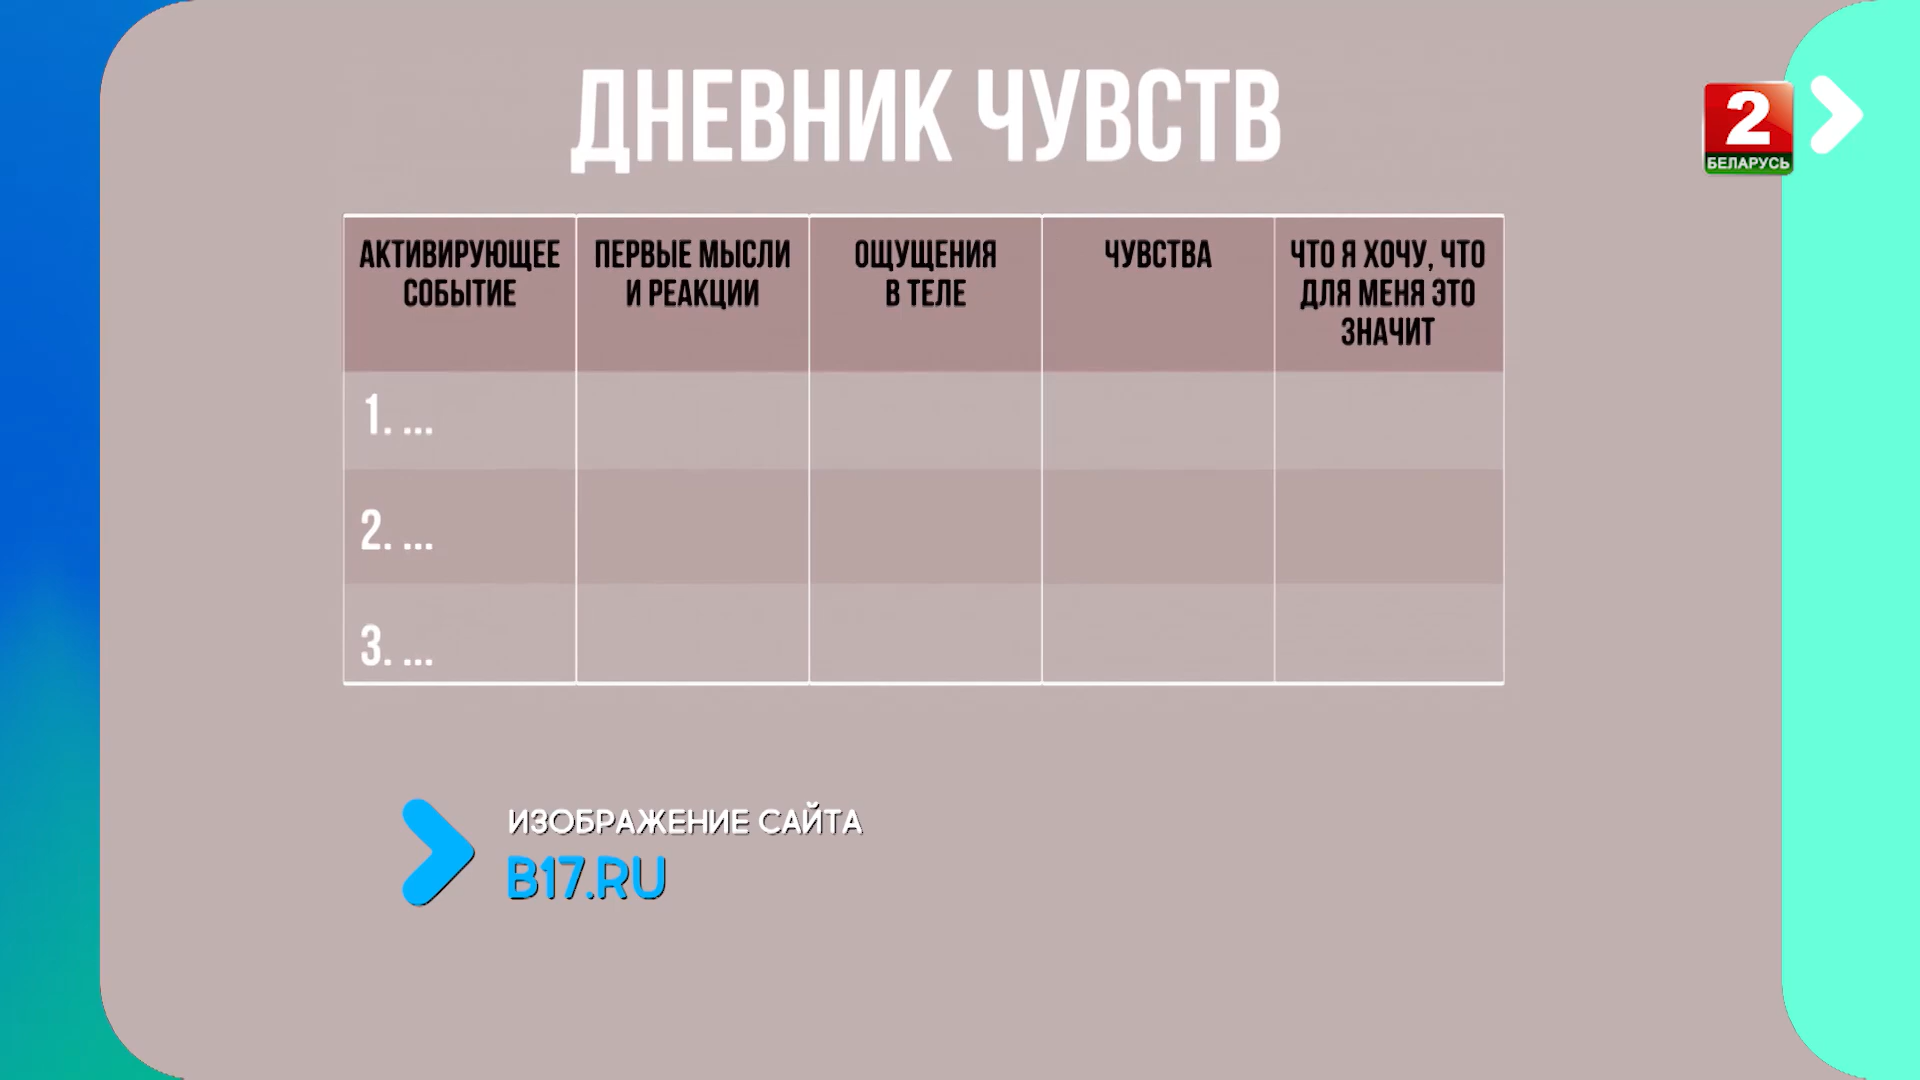 ДНЕВНИК ЧУВСТВ
2
БЕЛАРУСЬ
АКТИВИРУЮЩЕЕ
СОБЫТИЕ
ПЕРВЫЕ МЫСЛИ
И РЕАКЦИИ
ОЩУЩЕНИЯ
В ТЕЛЕ
ЧУВСТВА
ЧТО Я ХОЧУ, ЧТО
ДЛЯ МЕНЯ ЭТО
ЗНАЧИТ
1. ...
2. ...
3. ...
ИЗОБРАЖЕНИЕ САЙТА
B17.RU